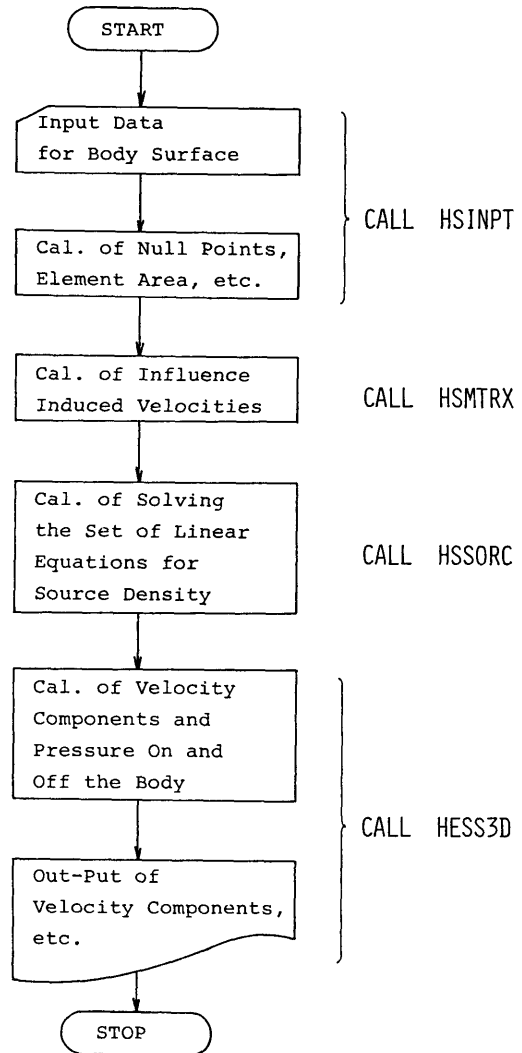 START
Input Data
for Body Surface
Cal. of Null Points,
Element Area, etc.
CALL HSINPT
Cal. of Influence
Induced Velocities
CALL HSMTRX
Cal. of Solving
the Set of Linear
Equations for
Source Density
CALL HSSORC
Cal. of Velocity
Components and
Pressure On and
Off the Body
Out-Put of
Velocity Components,
etc.
CALL HESS3D
STOP